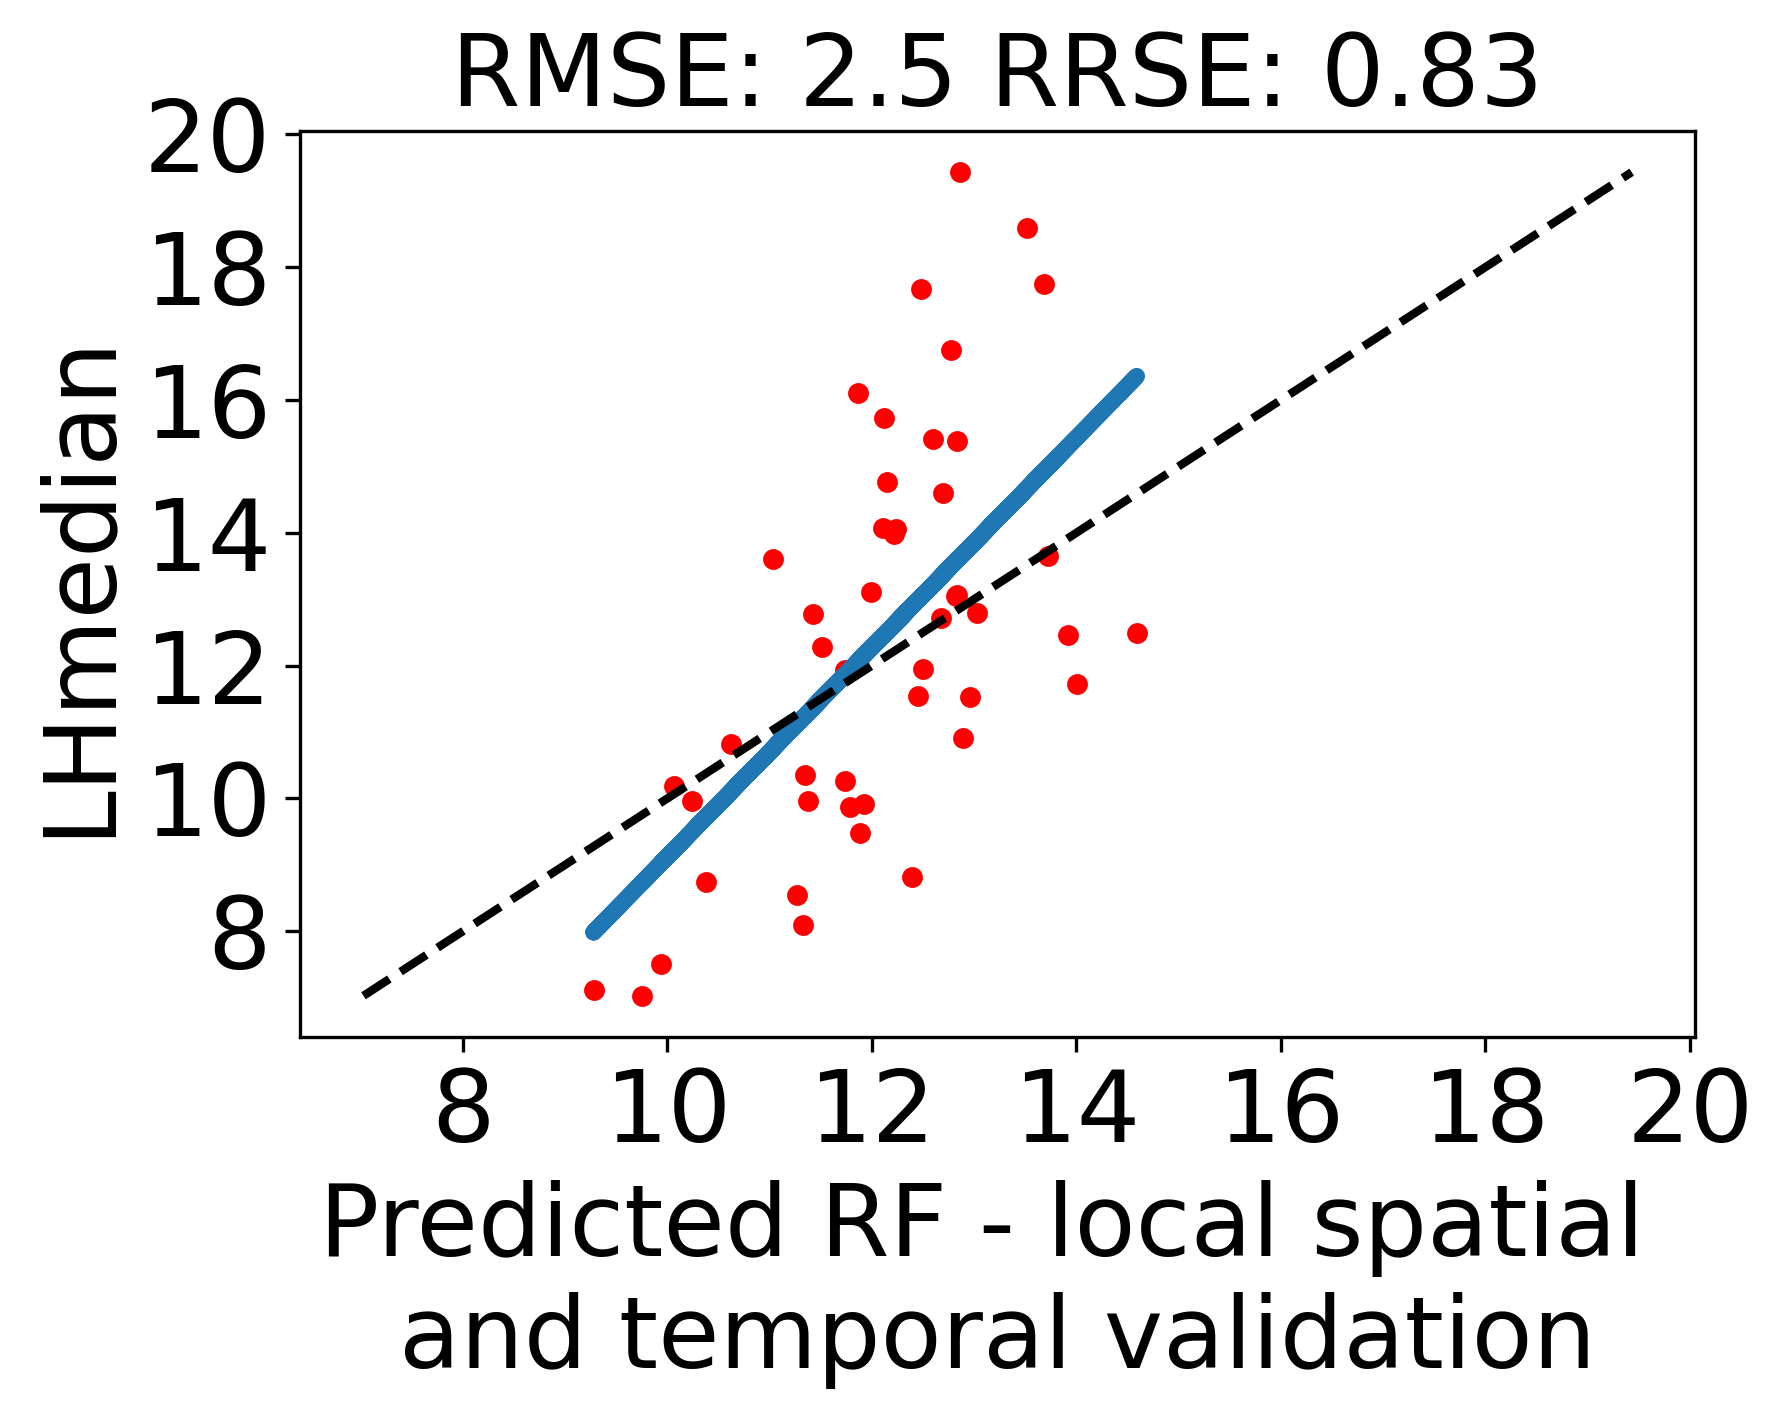 RMSE: 2.5 RRSE: 0.83
20
18
16
14
12
10
8
LHmedian
8 10 12 14 16 18 20
Predicted RF - local spatial
and temporal validation